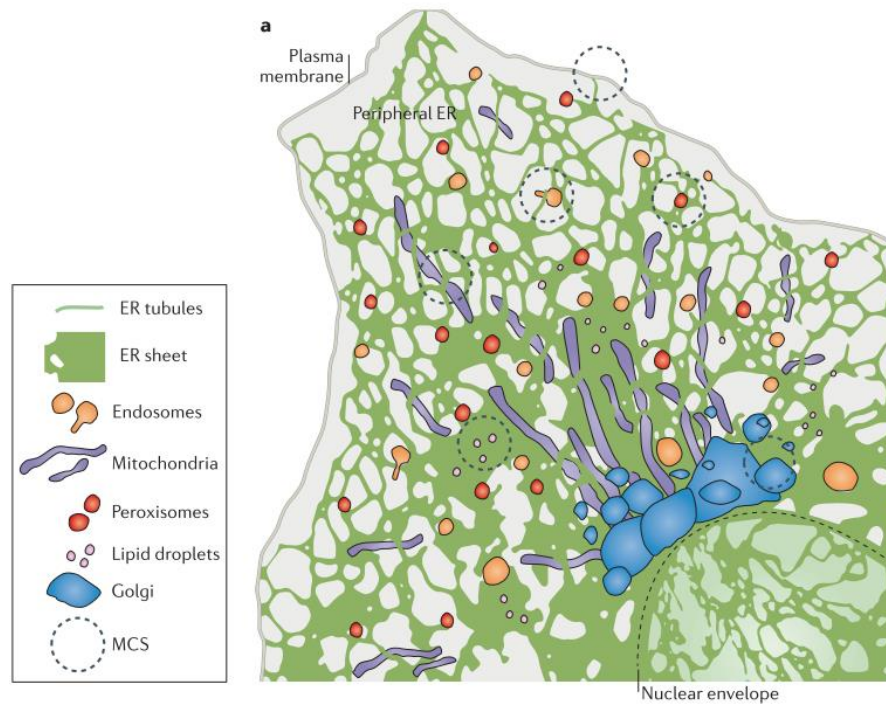 a
Plasma
membrane
Peripheral ER
ER tubules
ER sheet
Endosomes
Mitochondria
Peroxisomes
Lipid droplets
Golgi
MCS
Nuclear envelope